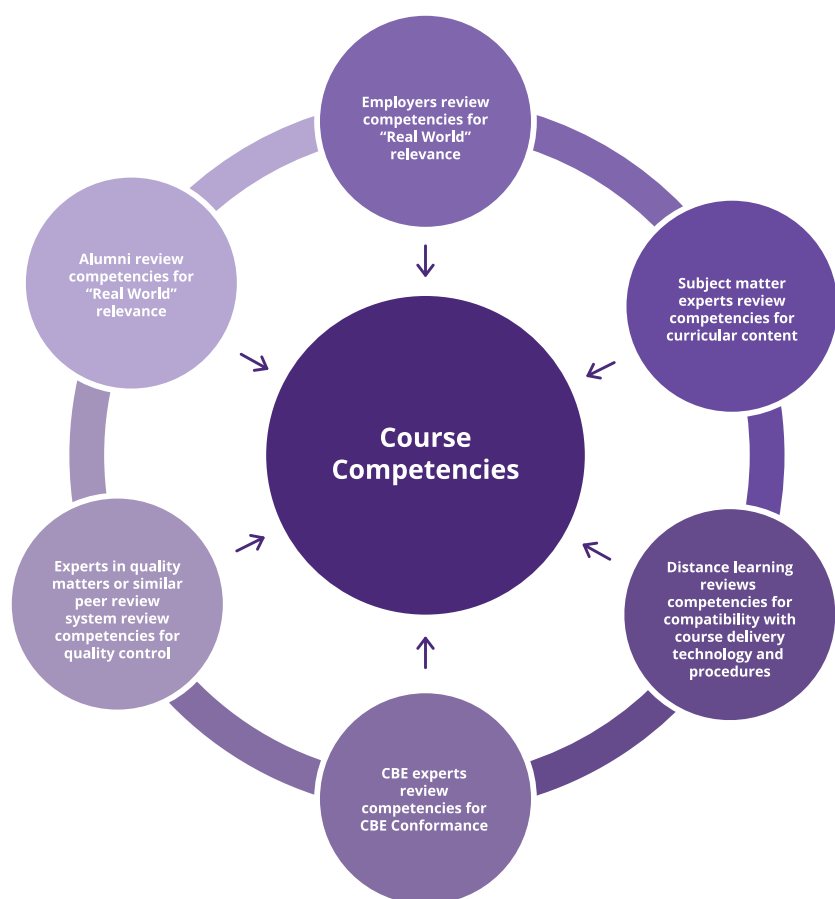 Employers review
competencies for
“Real World”
relevance
Subject matter
experts review
competencies for
curricular content
Distance learning
reviews
competencies for
compatibility with
course delivery
technology and
procedures
CBE experts
review
competencies for
CBE Conformance
Experts in quality
matters or similar
peer review
system review
competencies for
quality control
Alumni review
competencies for
“Real World”
relevance
Course
Competencies